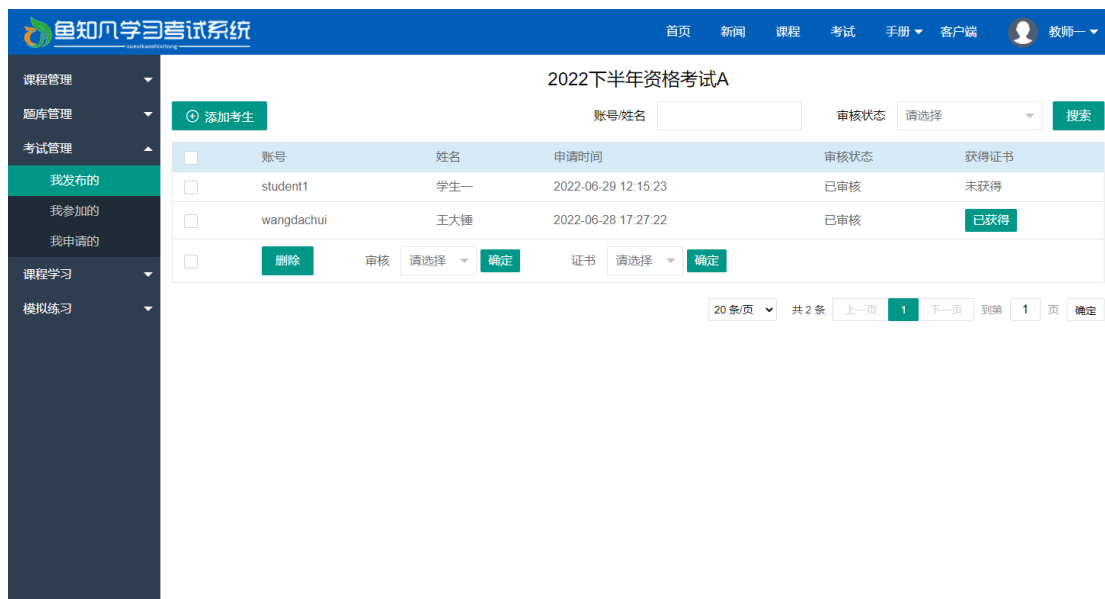 鱼知凡学习考试系统
xuexikaoshixitong
首页 新闻 课程 考试 手册 客户端 教师一
课程管理
题库管理
考试管理
我发布的
我参加的
我申请的
课程学习
模拟练习
2022下半年资格考试A
添加考生 账号/姓名 审核状态 请选择 搜索
账号 姓名 申请时间 审核状态 获得证书
student1 学生一 2022-06-29 12:15:23 已审核 未获得
wangdachui 王大锤 2022-06-28 17:27:22 已审核 已获得
删除 审核 请选择 确定 证书 请选择 确定
20 条/页 共 2 条 上一页 1 下一页 到第 1 页 确定